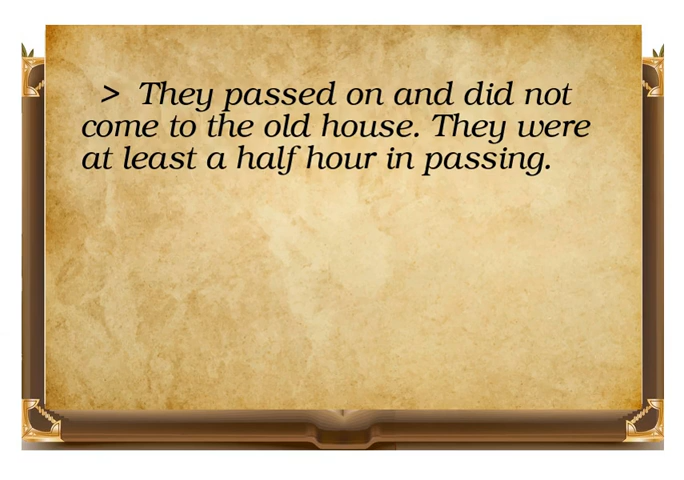 > They passed on and did not
come to the old house. They were
at least a half hour in passing.